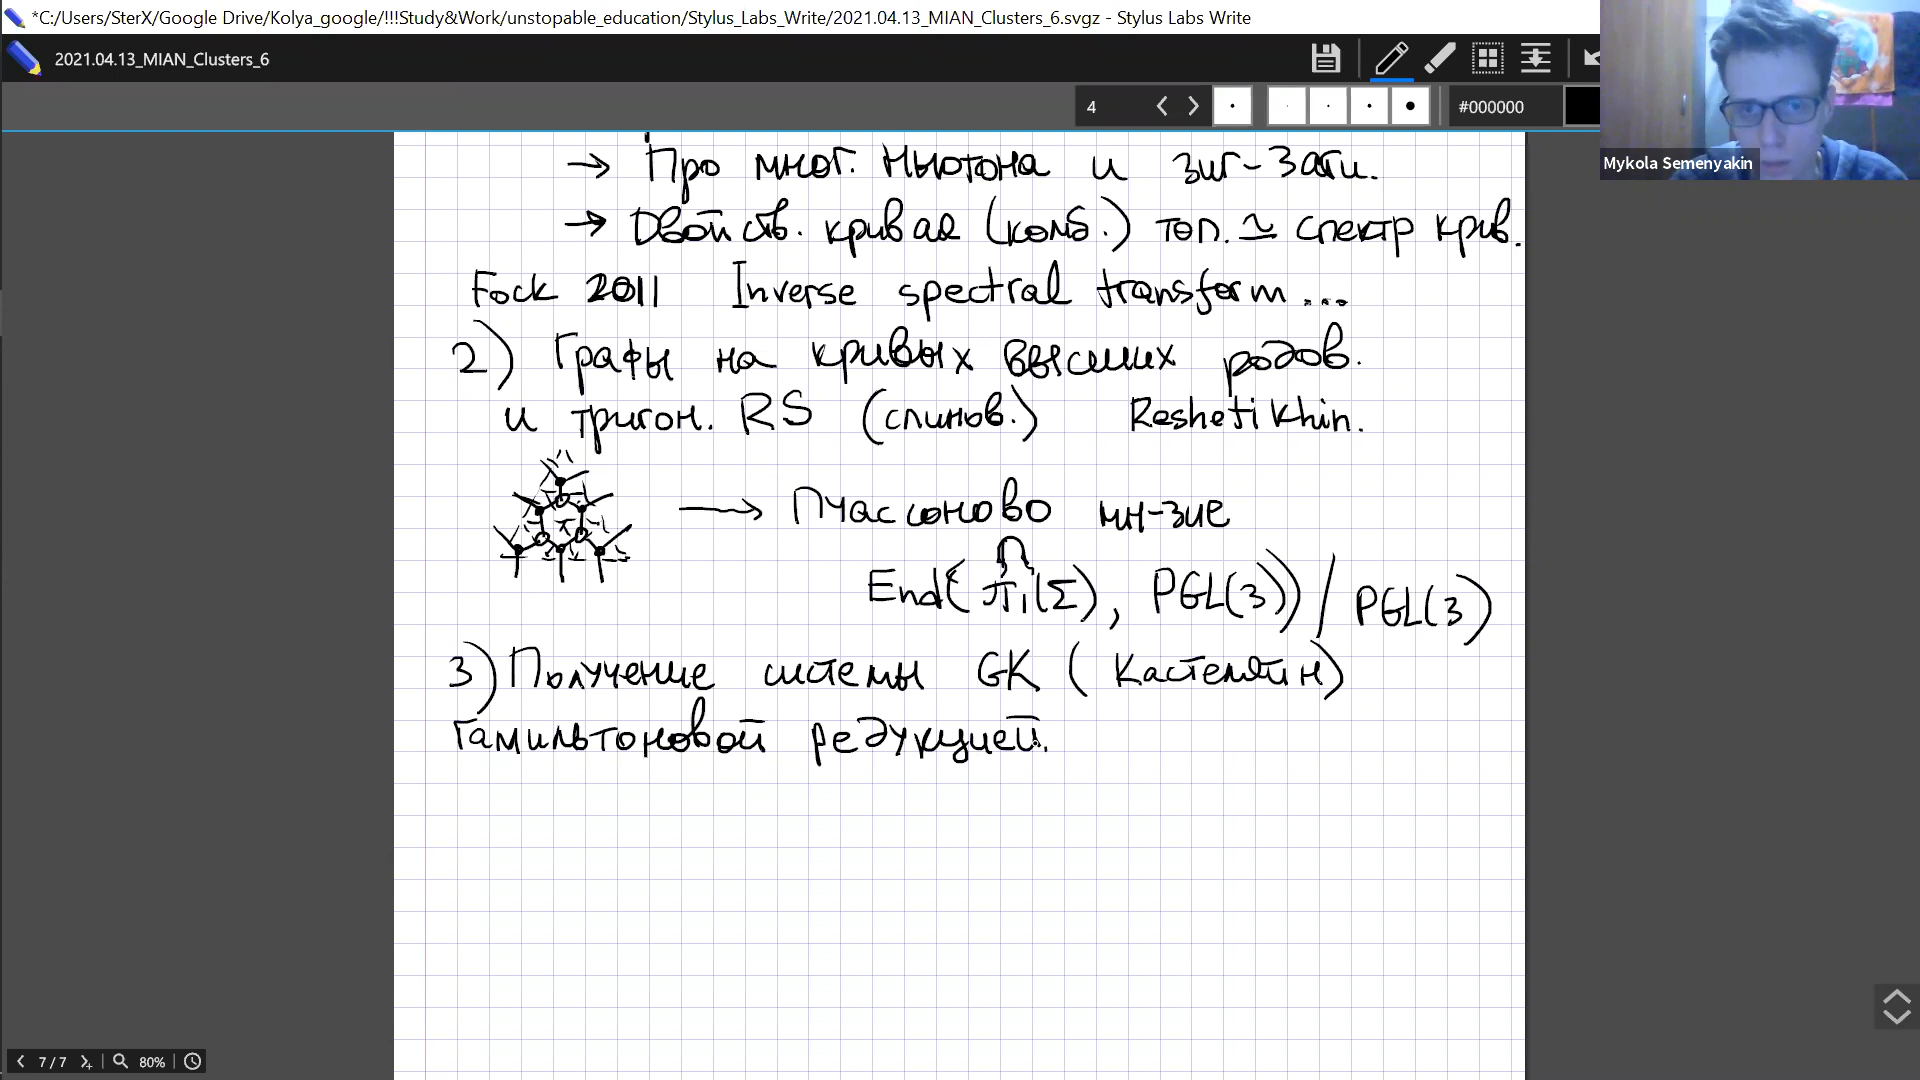 *C:/Users/SterX/Google Drive/Kolya_google/!!!Study&Work/unstopable_education/Stylus_Labs_Write/2021.04.13_MIAN_Clusters_6.svgz - Stylus Labs Write
2021.04.13_MIAN_Clusters_6
4
#000000
Mykola Semenyakin
→ Про мног. Ньютона и зиг-заги.
→ Двойств. кривая (комб.) топ. ≃ спектр крив.
Fock 2011 Inverse spectral transform ...
2) Графы на кривых высших родов.
и тригон. RS (спинов.) Reshetikhin.
→ Пуассоново мн-зие
End(π₁(Σ), PGL(3)) / PGL(3)
3) Получение системы GK (Кастелятин)
Гамильтоновой редукцией.
7 / 7
80%